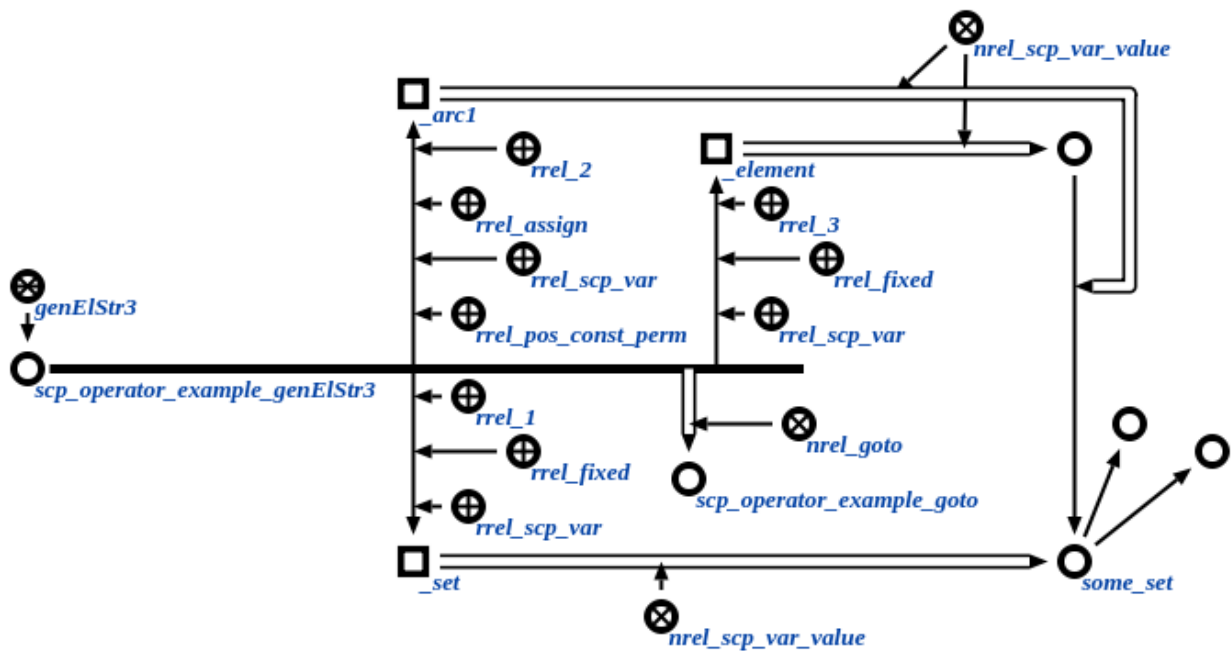 nrel_scp_var_value
_arc1
rrel_2
_element
rrel_assign
rrel_3
rrel_scp_var
rrel_fixed
genElStr3
rrel_pos_const_perm
rrel_scp_var
scp_operator_example_genElStr3
rrel_1
nrel_goto
rrel_fixed
scp_operator_example_goto
rrel_scp_var
_set
some_set
nrel_scp_var_value